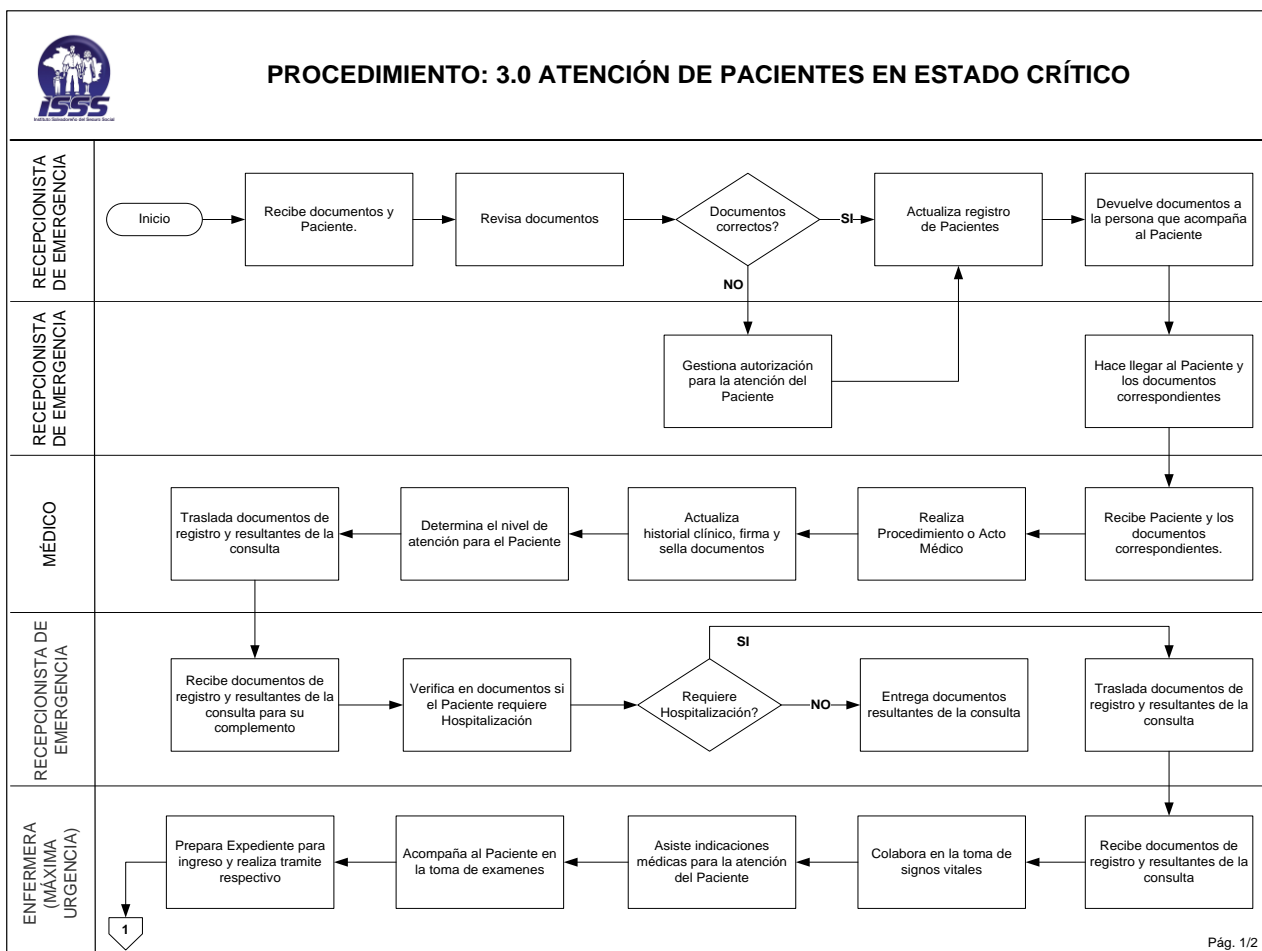 PROCEDIMIENTO: 3.0 ATENCIÓN DE PACIENTES EN ESTADO CRÍTICO
ISSS
Instituto Salvadoreño del Seguro Social
RECEPCIONISTA
DE EMERGENCIA
Inicio
Recibe documentos y
Paciente.
Revisa documentos
Documentos
correctos?
SI
NO
Actualiza registro
de Pacientes
Devuelve documentos a
la persona que acompaña
al Paciente
RECEPCIONISTA
DE EMERGENCIA
Gestiona autorización
para la atención del
Paciente
Hace llegar al Paciente y
los documentos
correspondientes
MÉDICO
Traslada documentos de
registro y resultantes de la
consulta
Determina el nivel de
atención para el Paciente
Actualiza
historial clínico, firma y
sella documentos
Realiza
Procedimiento o Acto
Médico
Recibe Paciente y los
documentos
correspondientes.
RECEPCIONISTA DE
EMERGENCIA
Recibe documentos de
registro y resultantes de la
consulta para su
complemento
Verifica en documentos si
el Paciente requiere
Hospitalización
Requiere
Hospitalización?
SI
NO
Entrega documentos
resultantes de la consulta
Traslada documentos de
registro y resultantes de la
consulta
ENFERMERA
(MÁXIMA
URGENCIA)
Prepara Expediente para
ingreso y realiza tramite
respectivo
Acompaña al Paciente en
la toma de examenes
Asiste indicaciones
médicas para la atención
del Paciente
Colabora en la toma de
signos vitales
Recibe documentos de
registro y resultantes de la
consulta
1
Pág. 1/2